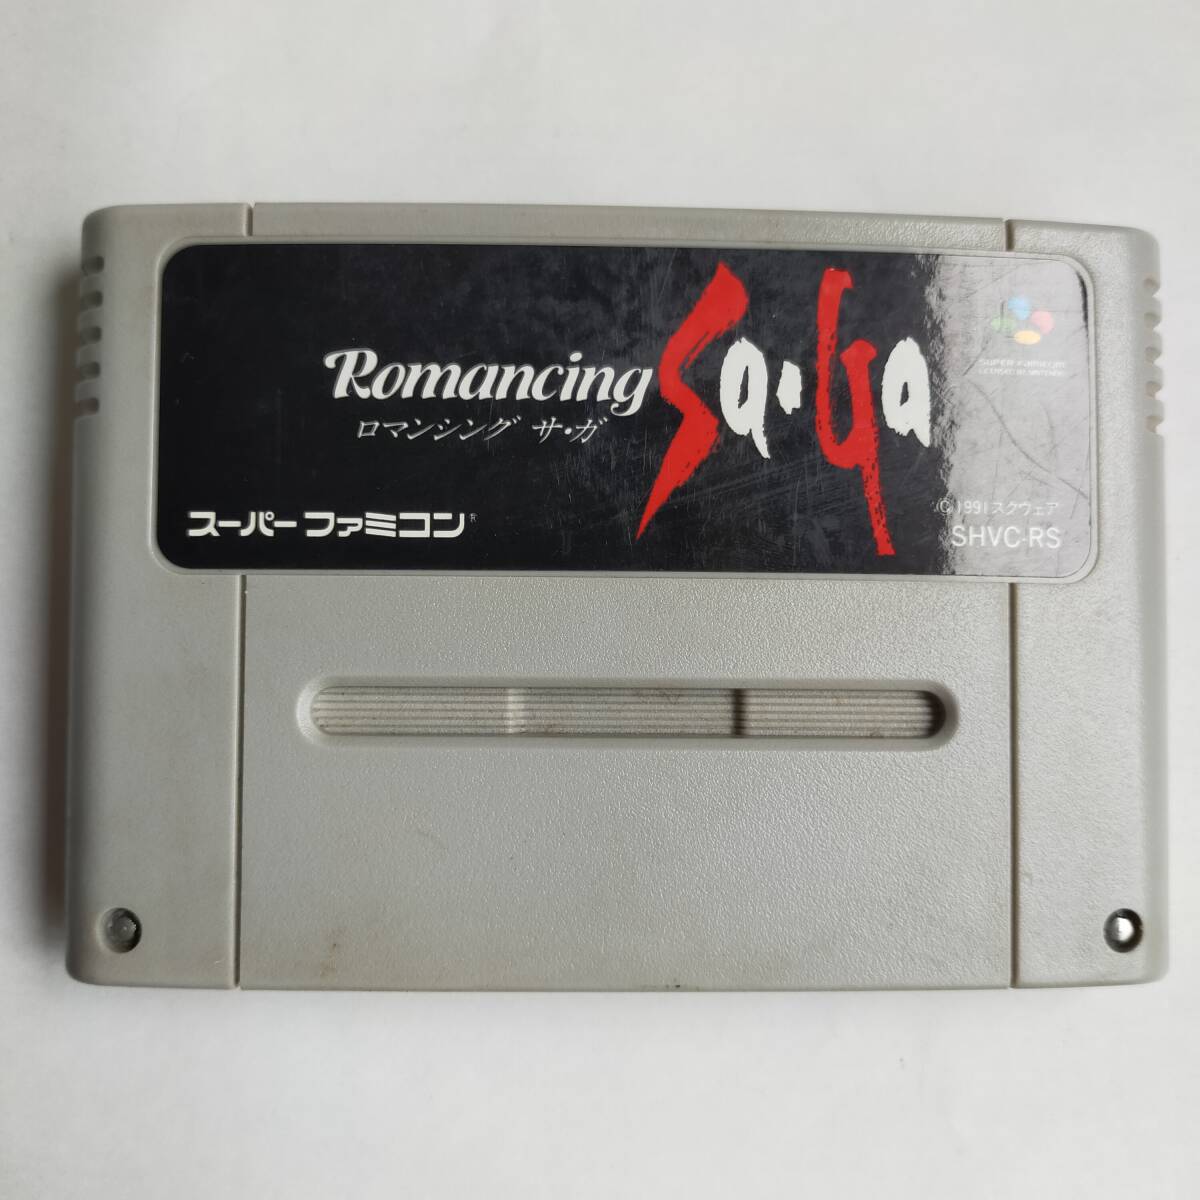 Romancing Sa·Ga
ロマンシング サ・ガ
SUPER FAMICOM
LICENSED BY NINTENDO
スーパーファミコン®
©1991スクウェア
SHVC-RS